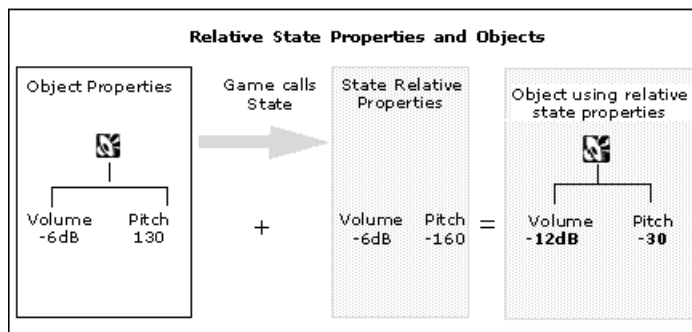 Relative State Properties and Objects
Object Properties
Volume Pitch
-6dB 130
Game calls
State
+
State Relative
Properties
Volume Pitch
-6dB -160
=
Object using relative
state properties
Volume Pitch
-12dB -30